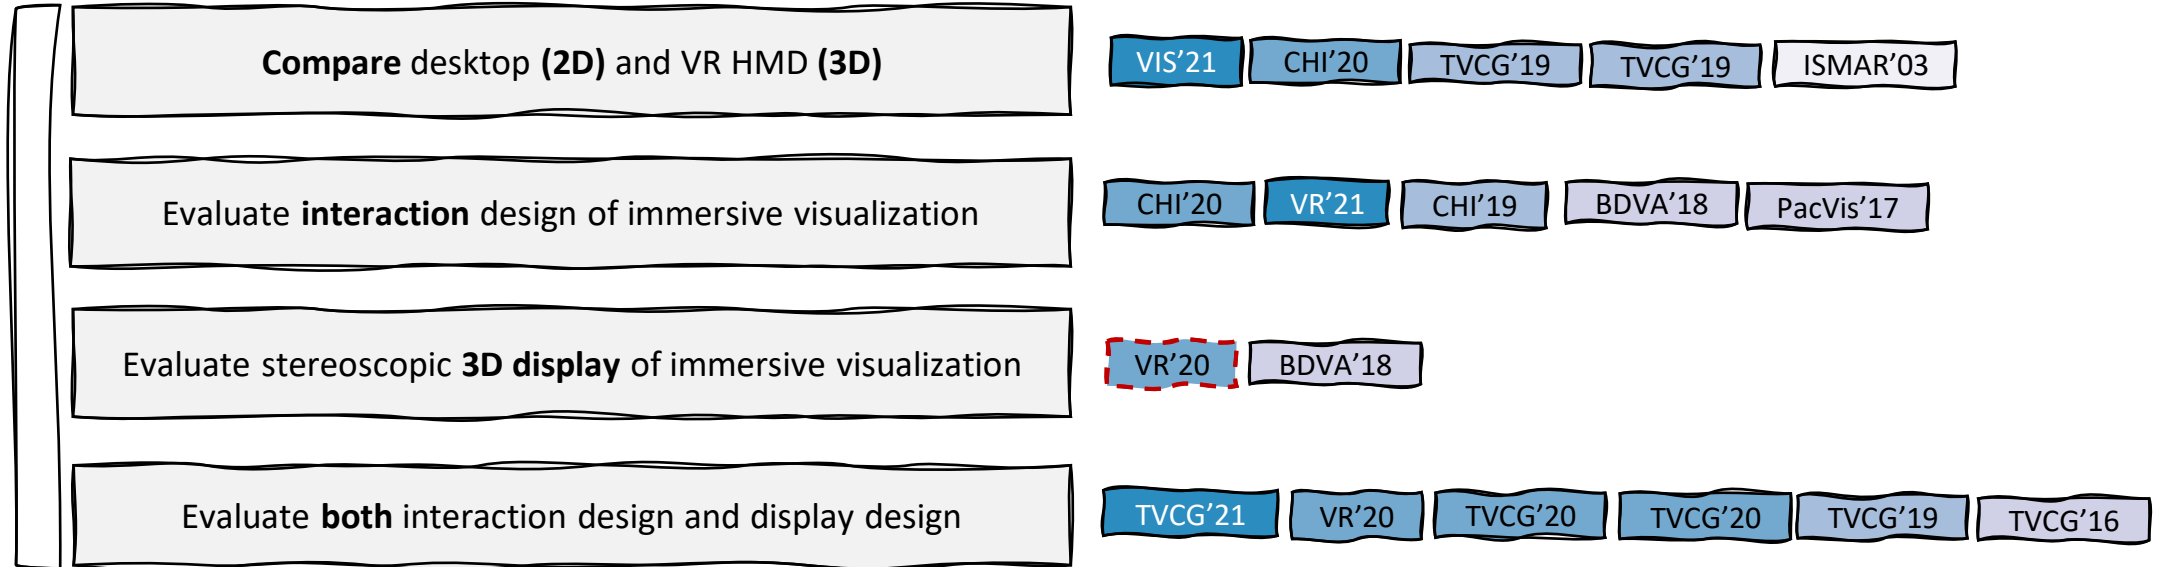 Compare desktop (2D) and VR HMD (3D)
VIS’21 CHI’20 TVCG’19 TVCG’19 ISMAR’03
Evaluate interaction design of immersive visualization
CHI’20 VR’21 CHI’19 BDVA’18 PacVis’17
Evaluate stereoscopic 3D display of immersive visualization
VR’20 BDVA’18
Evaluate both interaction design and display design
TVCG’21 VR’20 TVCG’20 TVCG’20 TVCG’19 TVCG’16